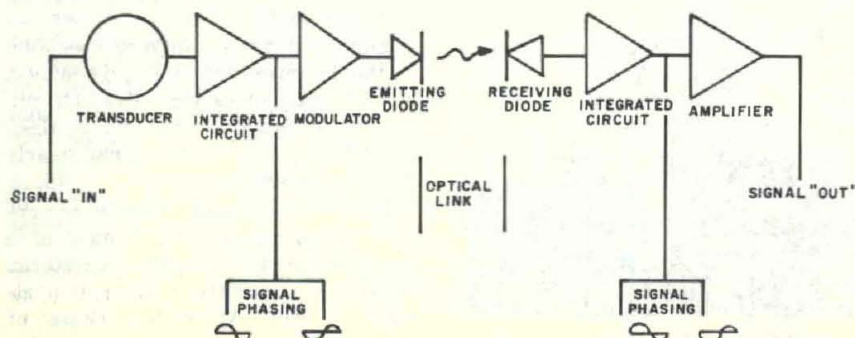 TRANSDUCER
INTEGRATED
CIRCUIT
MODULATOR
EMITTING
DIODE
RECEIVING
DIODE
INTEGRATED
CIRCUIT
AMPLIFIER
SIGNAL "IN"
OPTICAL
LINK
SIGNAL "OUT"
SIGNAL
PHASING
SIGNAL
PHASING